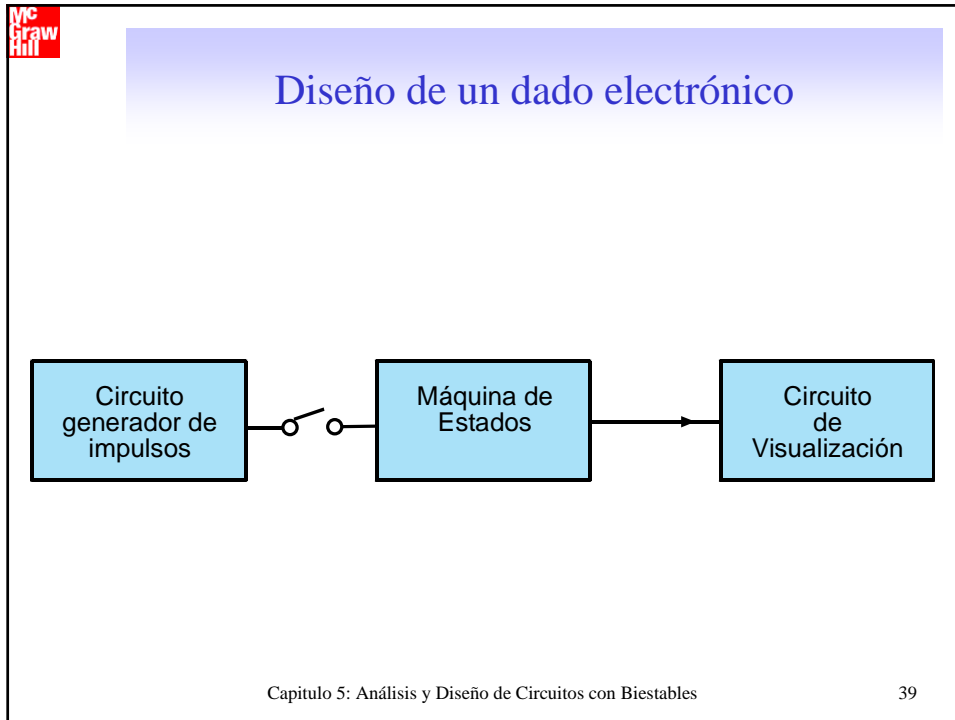 Mc
Graw
Hill
Diseño de un dado electrónico
Circuito
generador de
impulsos
Máquina de
Estados
Circuito
de
Visualización
Capitulo 5: Análisis y Diseño de Circuitos con Biestables
39